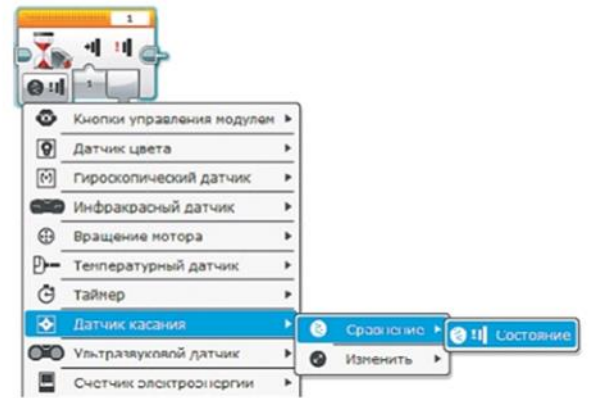 1
1
Кнопки управления модулем
Датчик цвета
Гироскопический датчик
Инфракрасный датчик
Вращение мотора
Температурный датчик
Таймер
Датчик касания
Сравнение
Состояние
Ультразвуковой датчик
Изменить
Счетчик электроэнергии